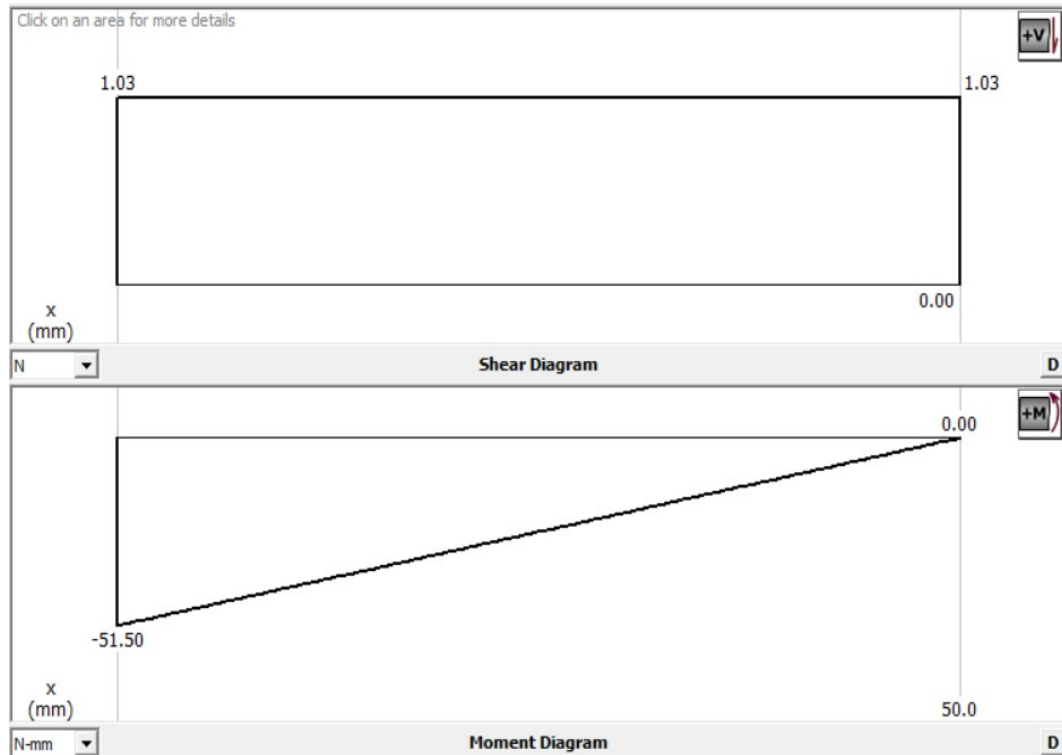 Click on an area for more details
+V
1.03
1.03
0.00
x
(mm)
N
Shear Diagram
D
+M
0.00
-51.50
x
(mm)
50.0
N-mm
Moment Diagram
D